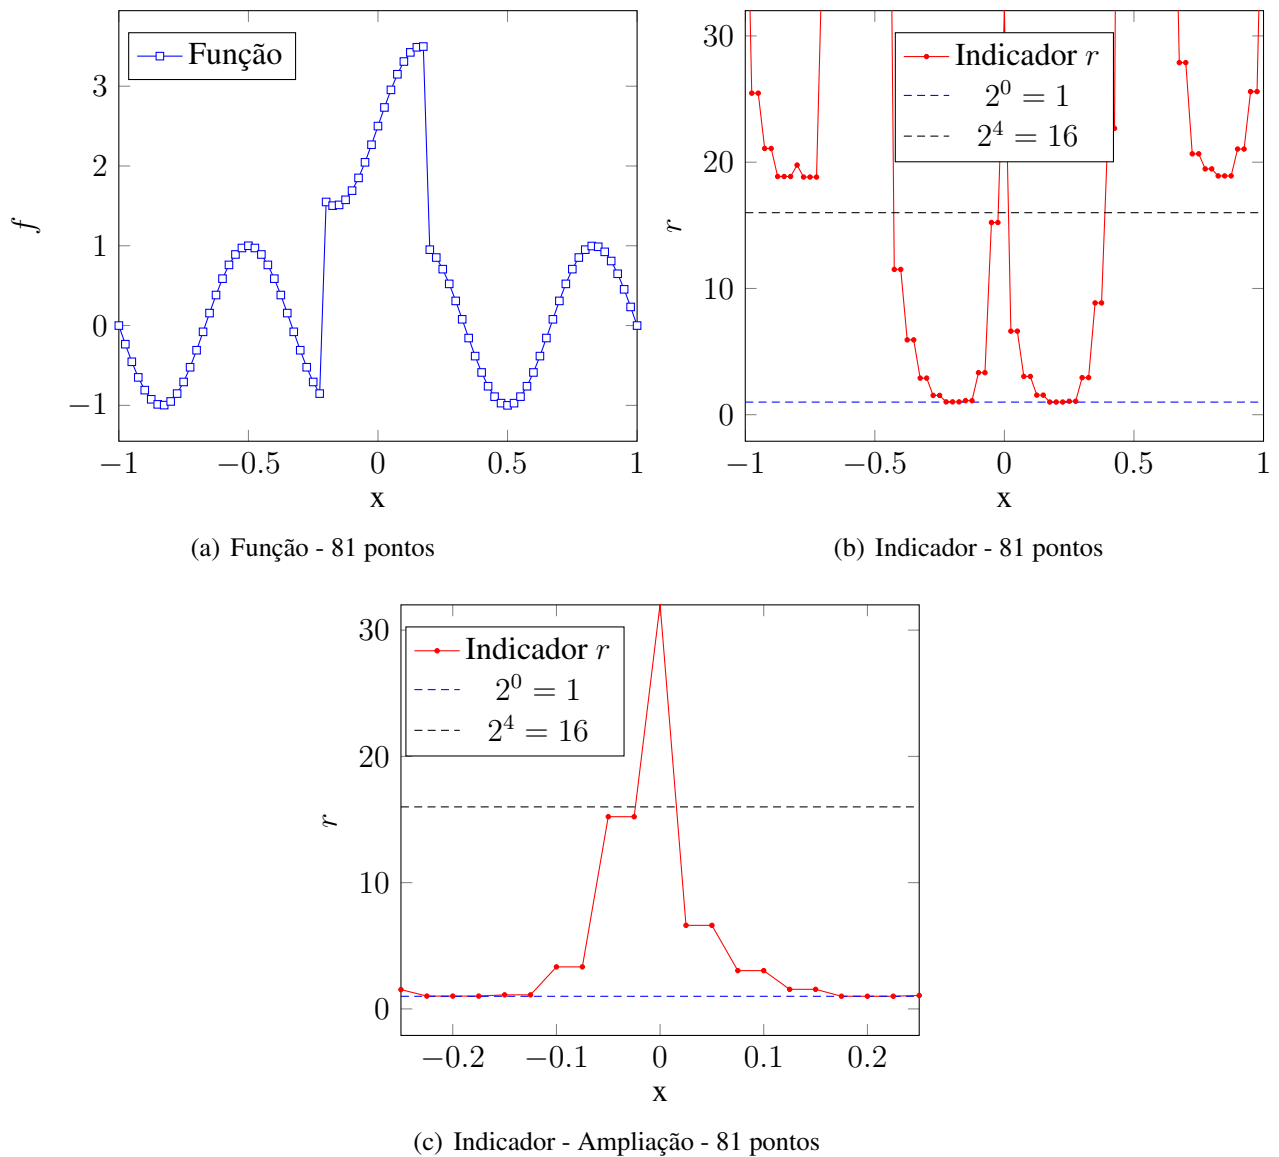 Função
f
3
2
1
0
−1
−1
−0.5
0
0.5
1
x
(a) Função - 81 pontos
Indicador r
2^0 = 1
2^4 = 16
r
30
20
10
0
−1
−0.5
0
0.5
1
x
(b) Indicador - 81 pontos
Indicador r
2^0 = 1
2^4 = 16
r
30
20
10
0
−0.2
−0.1
0
0.1
0.2
x
(c) Indicador - Ampliação - 81 pontos